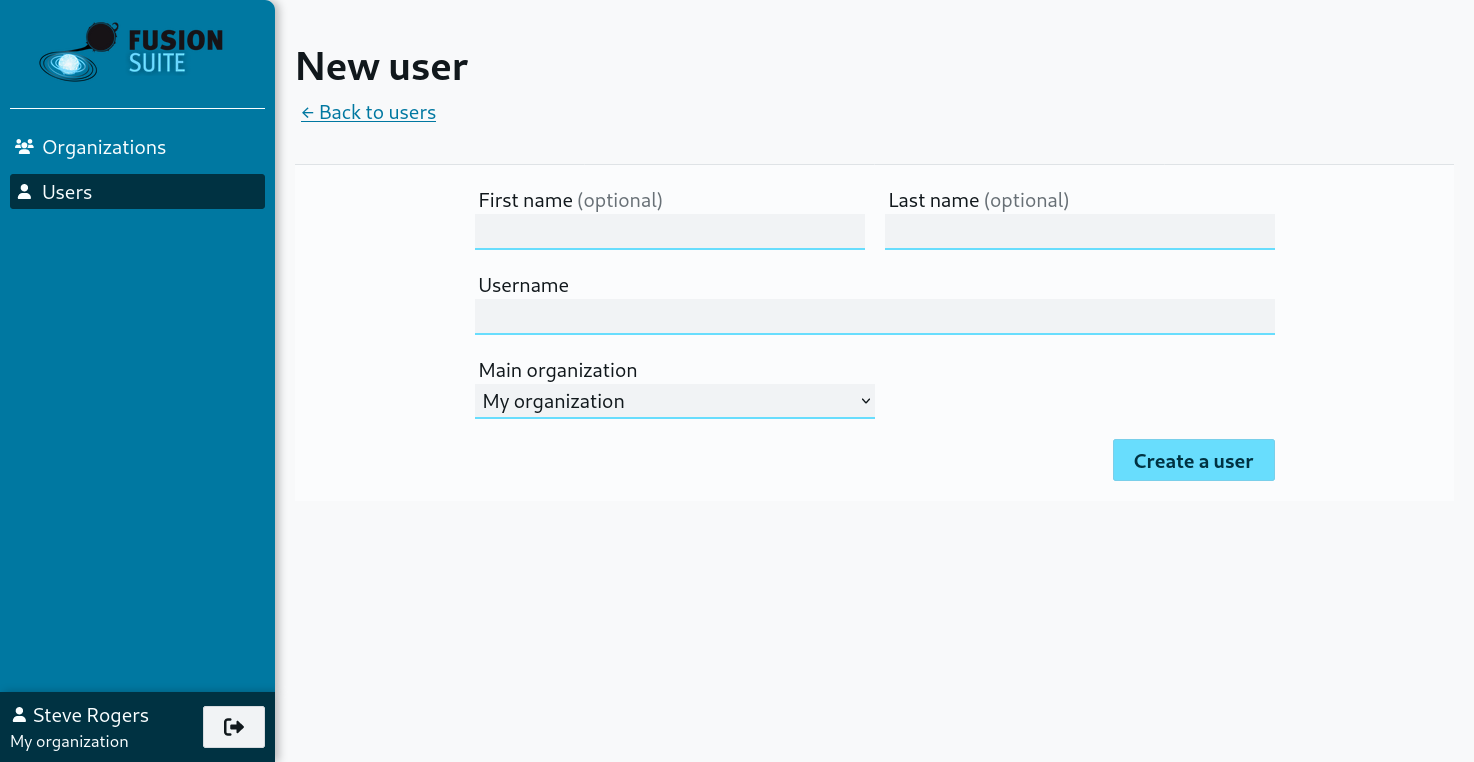 FUSION
SUITE
Organizations
Users
Steve Rogers
My organization
New user
← Back to users
First name (optional)
Last name (optional)
Username
Main organization
My organization
Create a user